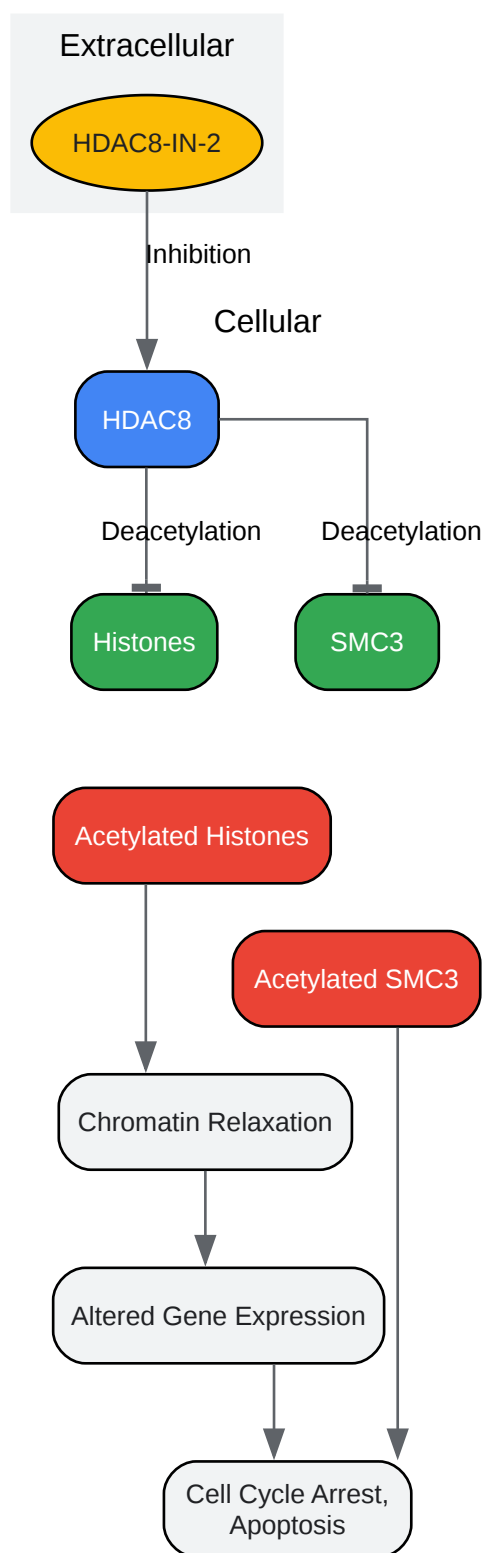 Extracellular
HDAC8-IN-2
Inhibition
Cellular
HDAC8
Deacetylation
Deacetylation
Histones
SMC3
Acetylated Histones
Acetylated SMC3
Chromatin Relaxation
Altered Gene Expression
Cell Cycle Arrest,
Apoptosis